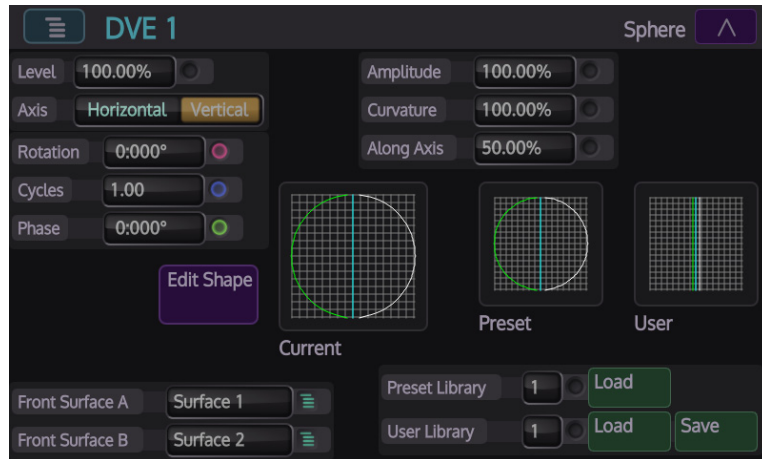 DVE 1
Sphere
Level 100.00%
Axis Horizontal Vertical
Rotation 0:000°
Cycles 1.00
Phase 0:000°
Amplitude 100.00%
Curvature 100.00%
Along Axis 50.00%
Edit Shape
Current
Preset
User
Front Surface A Surface 1
Front Surface B Surface 2
Preset Library 1 Load
User Library 1 Load Save